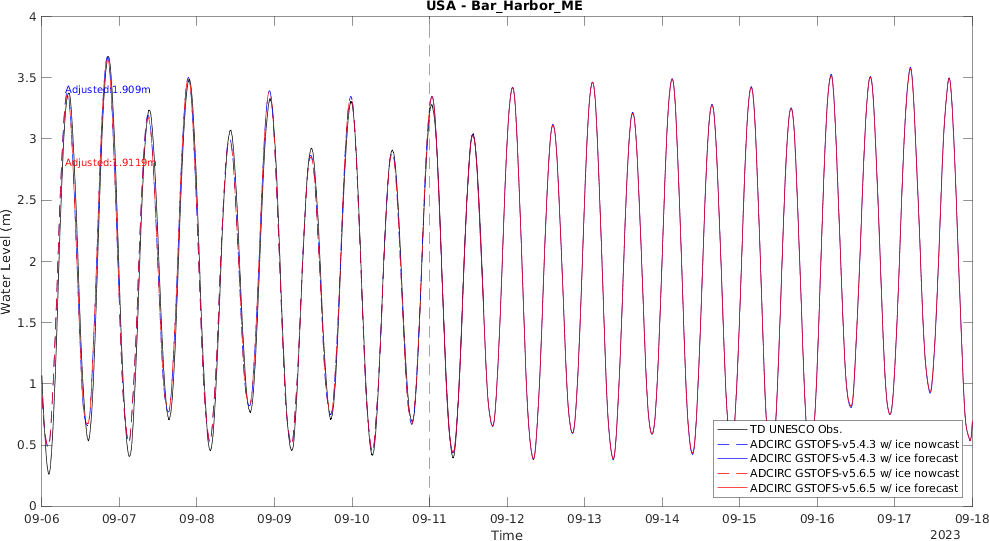 USA - Bar_Harbor_ME
4
3.5
3
2.5
2
1.5
1
0.5
0
Water Level (m)
Adjusted:1.909m
Adjusted:1.9119m
TD UNESCO Obs.
ADCIRC GSTOFS-v5.4.3 w/ ice nowcast
ADCIRC GSTOFS-v5.4.3 w/ ice forecast
ADCIRC GSTOFS-v5.6.5 w/ ice nowcast
ADCIRC GSTOFS-v5.6.5 w/ ice forecast
09-06 09-07 09-08 09-09 09-10 09-11 09-12 09-13 09-14 09-15 09-16 09-17 09-18
Time
2023